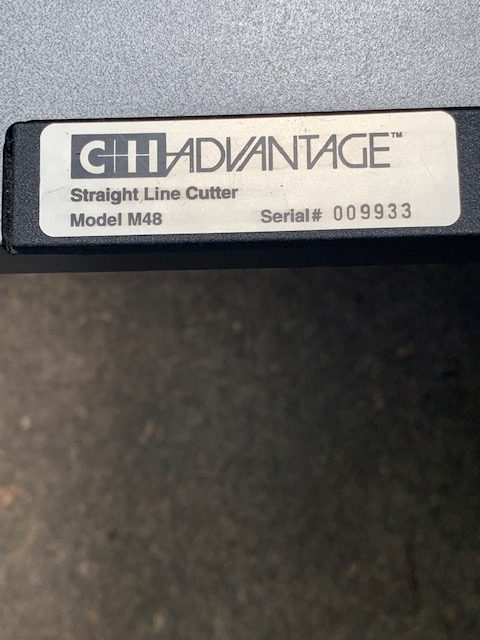 C+H ADVANTAGE™
Straight Line Cutter
Model M48 Serial# 009933